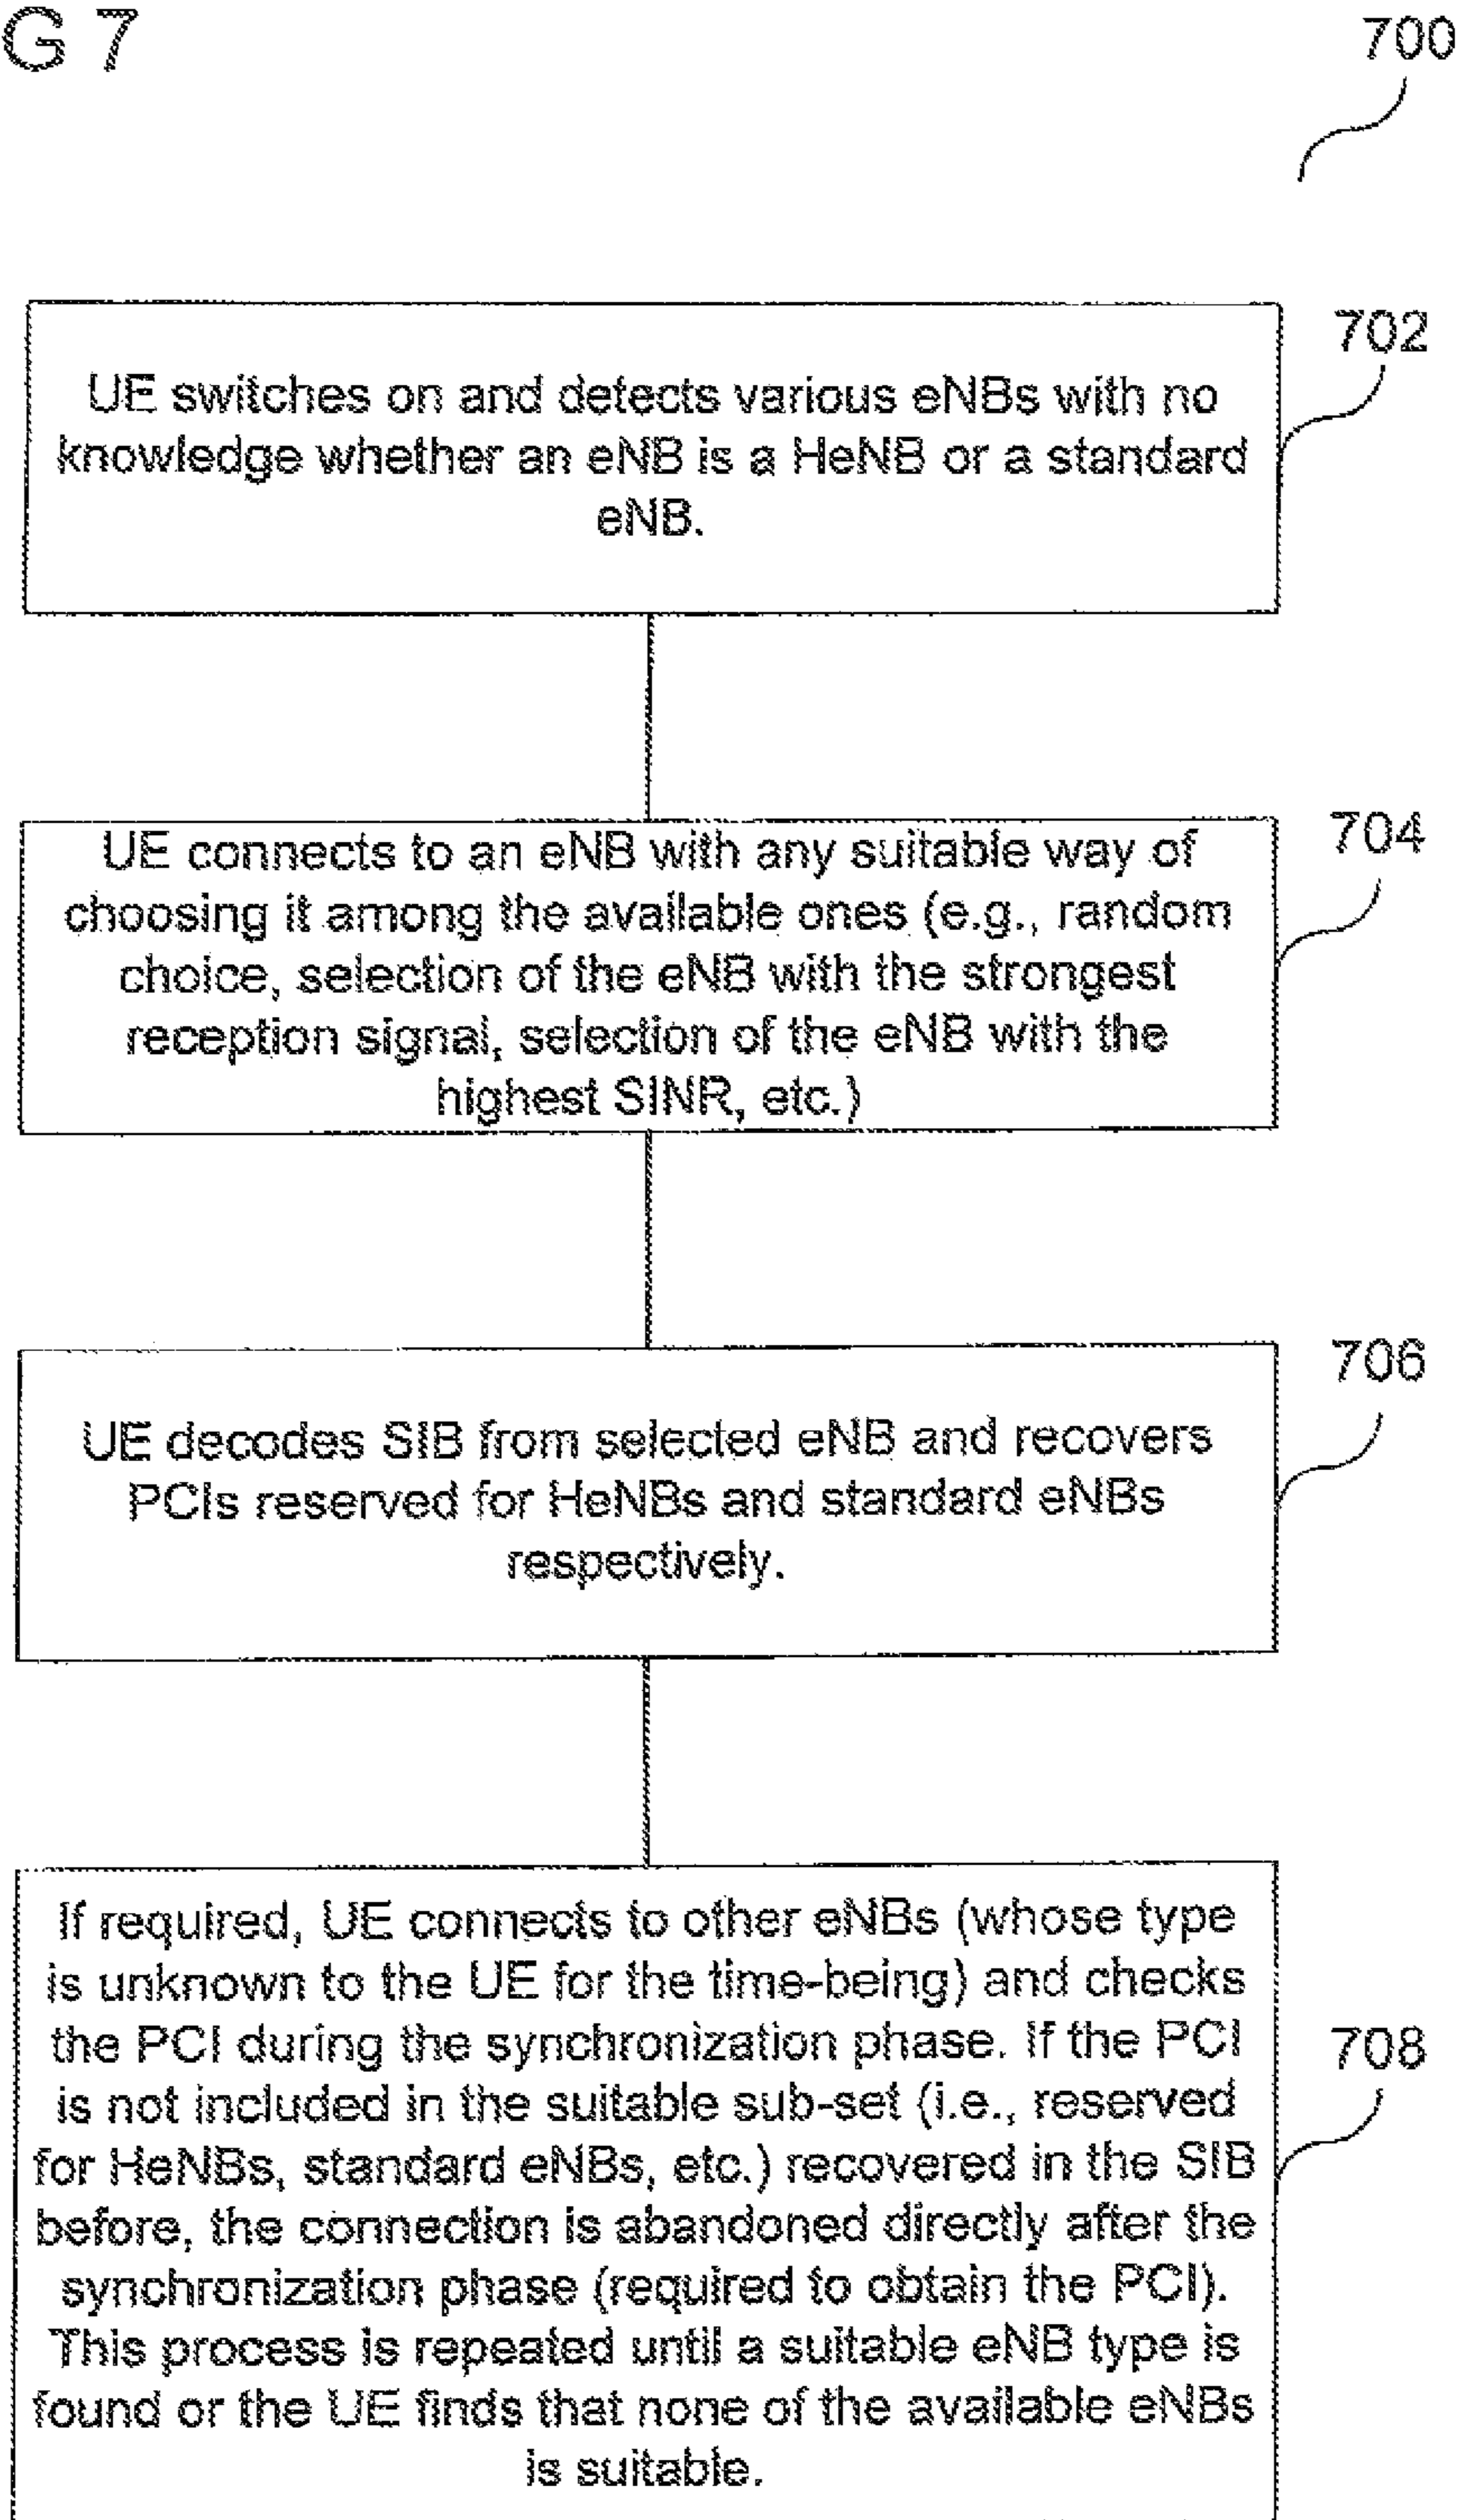 G 7
700
702
UE switches on and detects various eNBs with no
knowledge whether an eNB is a HeNB or a standard
eNB.
704
UE connects to an eNB with any suitable way of
choosing it among the available ones (e.g., random
choice, selection of the eNB with the strongest
reception signal, selection of the eNB with the
highest SINR, etc.)
706
UE decodes SIB from selected eNB and recovers
PCIs reserved for HeNBs and standard eNBs
respectively.
708
If required, UE connects to other eNBs (whose type
is unknown to the UE for the time-being) and checks
the PCI during the synchronization phase. If the PCI
is not included in the suitable sub-set (i.e., reserved
for HeNBs, standard eNBs, etc.) recovered in the SIB
before, the connection is abandoned directly after the
synchronization phase (required to obtain the PCI).
This process is repeated until a suitable eNB type is
found or the UE finds that none of the available eNBs
is suitable.